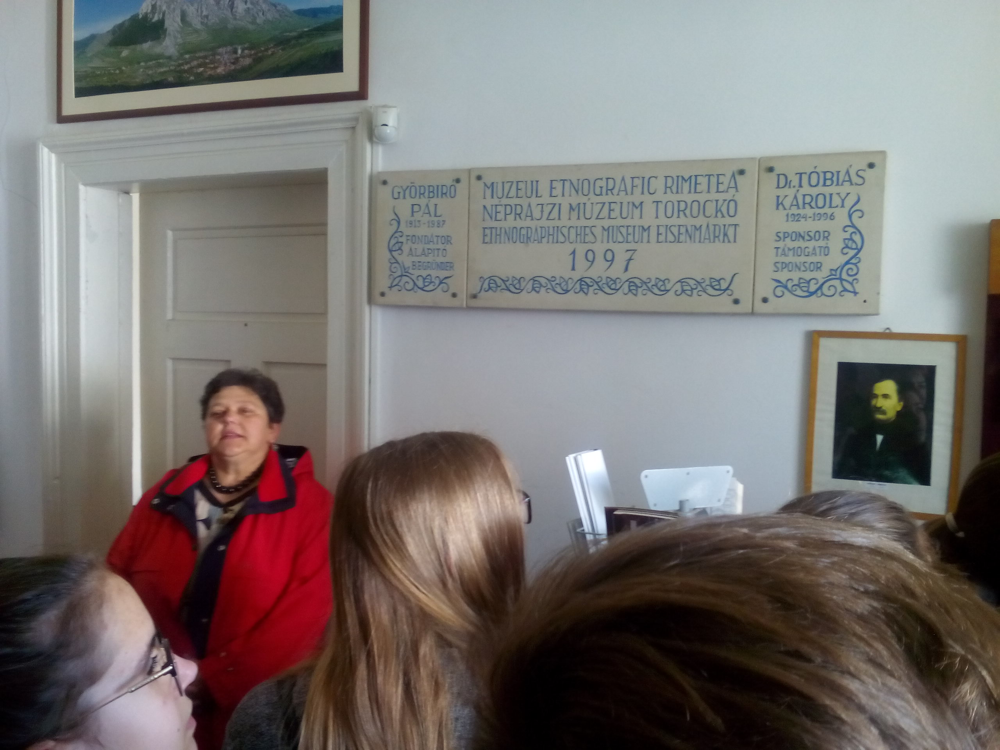 GYÖRBIRÓ
PÁL
1913-1987
FONDATOR
ALAPITÓ
BEGRÜNDER
MUZEUL ETNOGRAFIC RIMETEA
NÉPRAJZI MÚZEUM TOROCKÓ
ETHNOGRAPHISCHES MUSEUM EISENMARKT
1997
Dr. TÓBIÁS
KÁROLY
1924-1996
SPONSOR
TÁMOGATÓ
SPONSOR